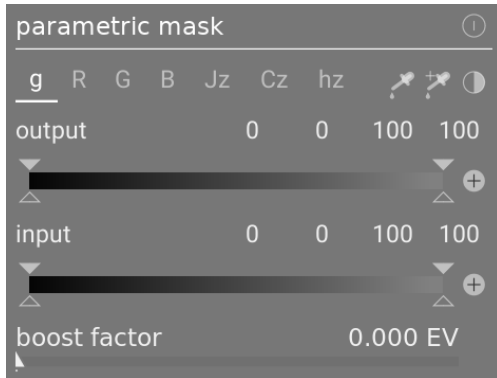 parametric mask
g R G B Jz Cz hz
output 0 0 100 100
input 0 0 100 100
boost factor 0.000 EV